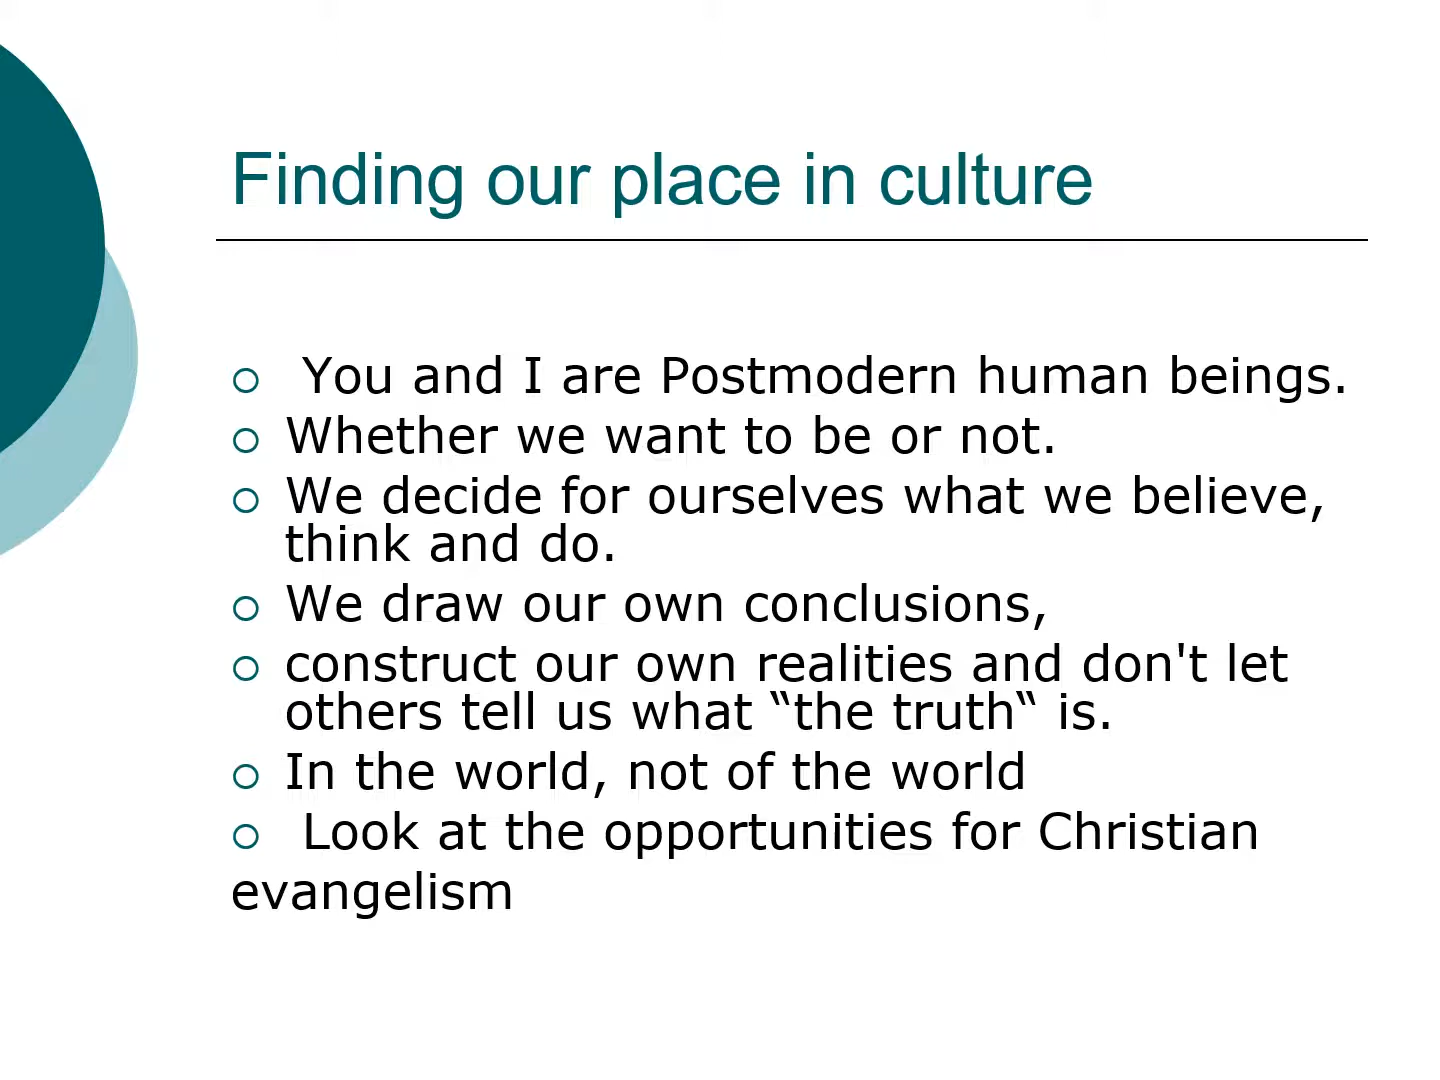 Finding our place in culture
You and I are Postmodern human beings.
Whether we want to be or not.
We decide for ourselves what we believe,
think and do.
We draw our own conclusions,
construct our own realities and don't let
others tell us what “the truth“ is.
In the world, not of the world
Look at the opportunities for Christian
evangelism